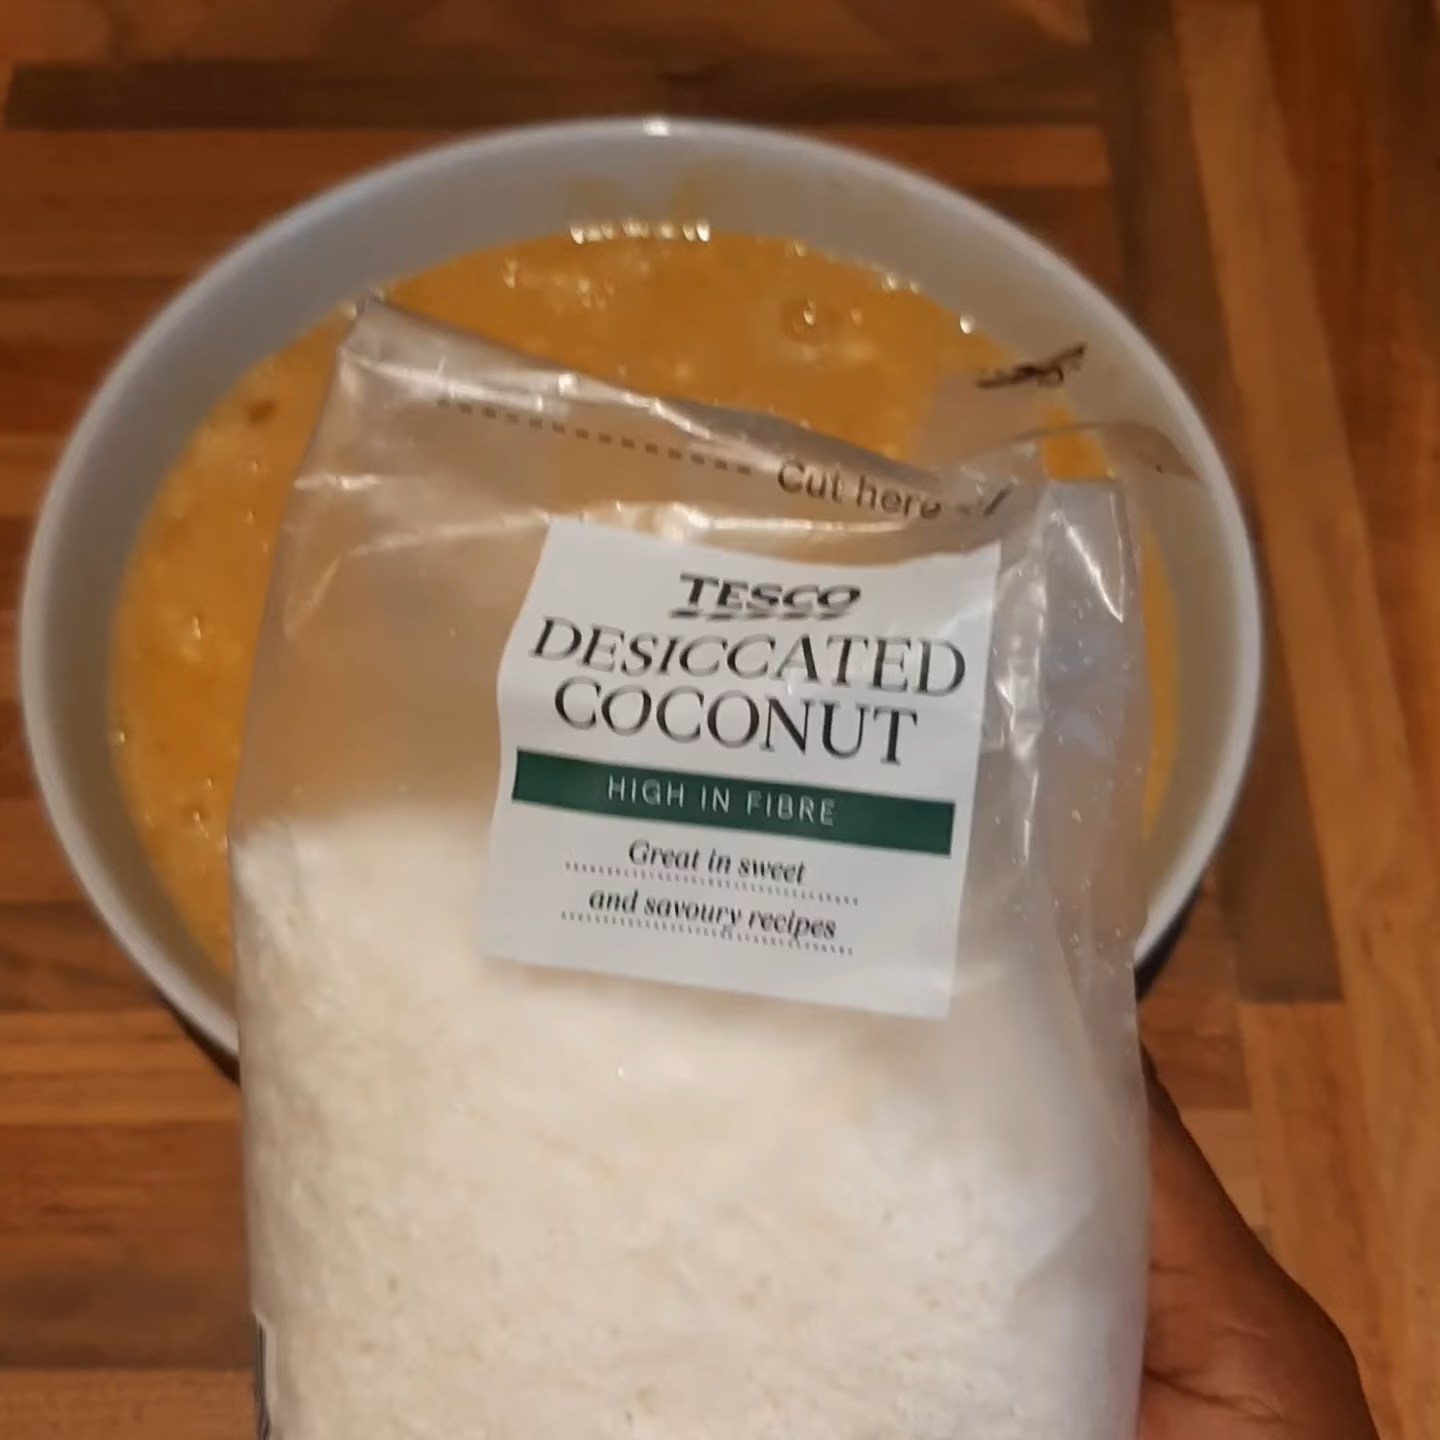 Cut here
TESCO
DESICCATED
COCONUT
HIGH IN FIBRE
Great in sweet
and savoury recipes